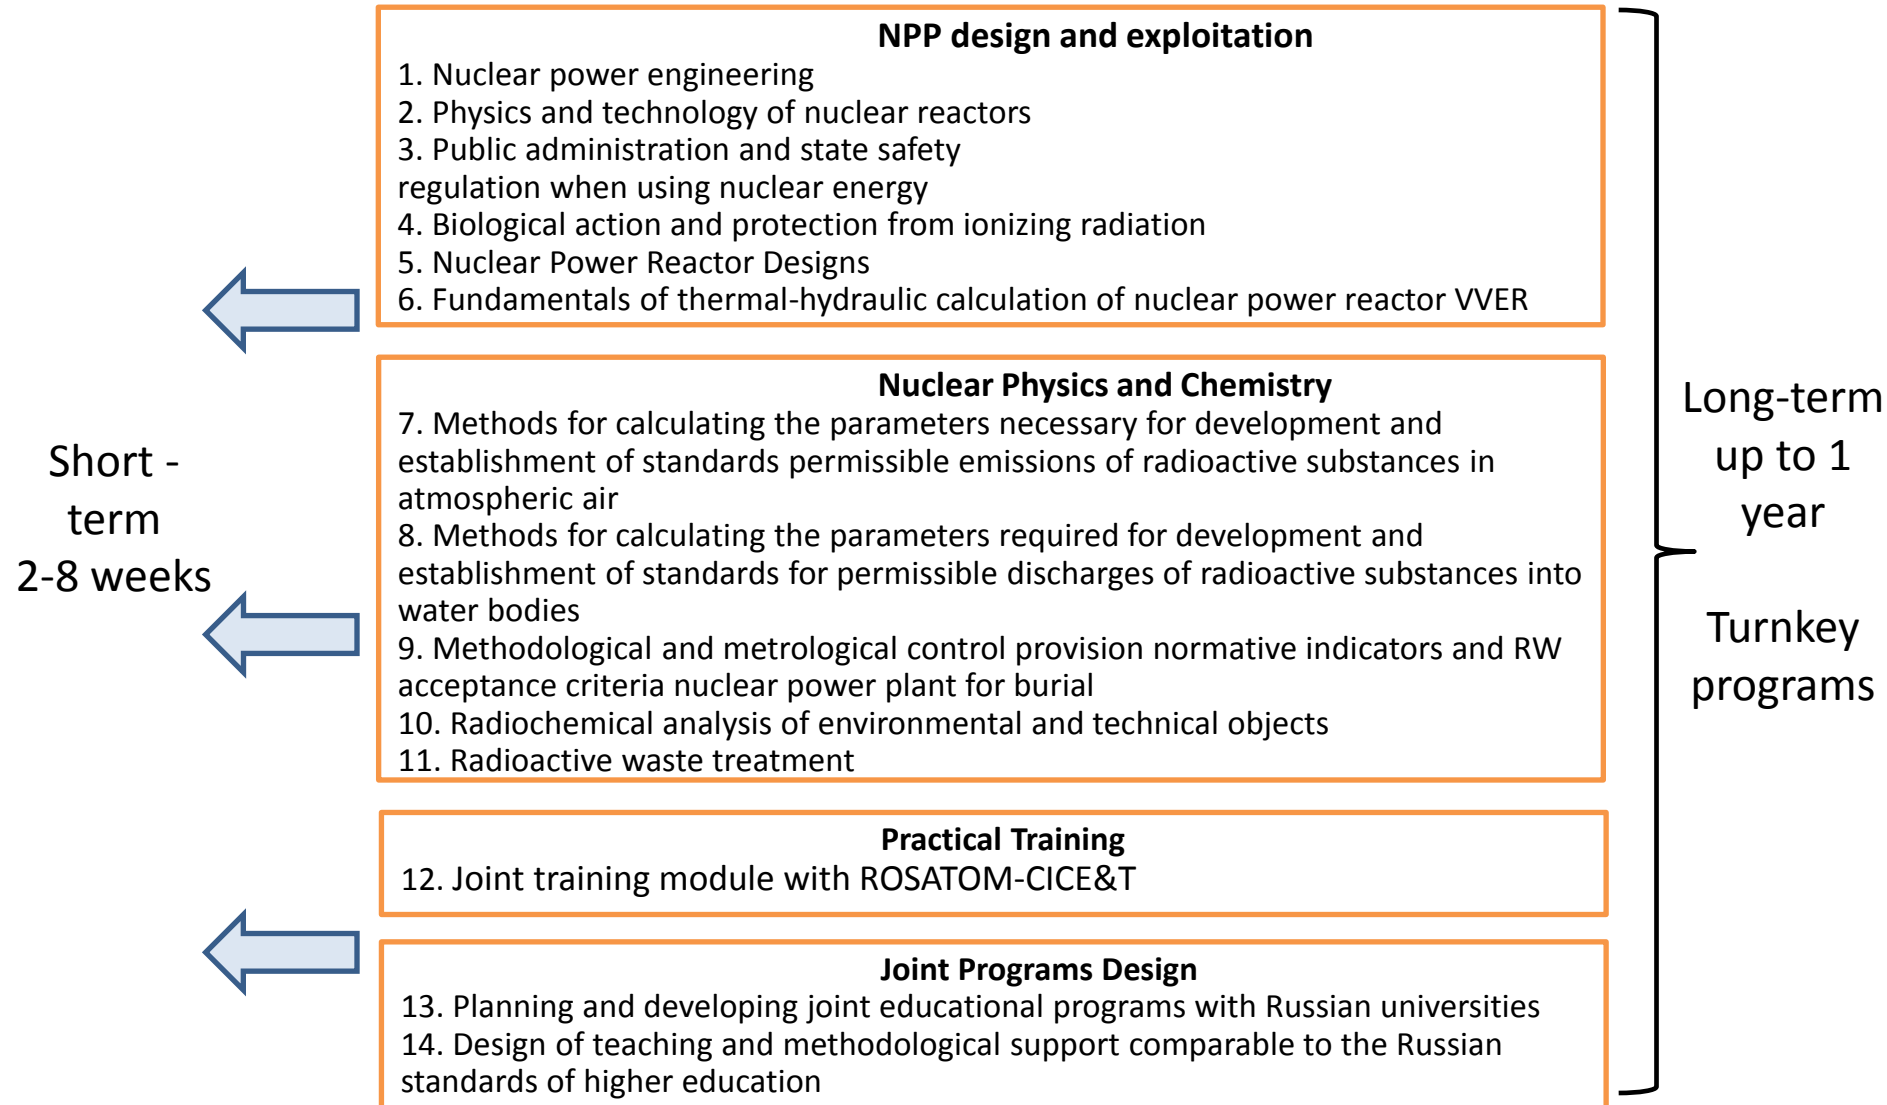 NPP design and exploitation
1. Nuclear power engineering
2. Physics and technology of nuclear reactors
3. Public administration and state safety
regulation when using nuclear energy
4. Biological action and protection from ionizing radiation
5. Nuclear Power Reactor Designs
6. Fundamentals of thermal-hydraulic calculation of nuclear power reactor VVER
Nuclear Physics and Chemistry
7. Methods for calculating the parameters necessary for development and
establishment of standards permissible emissions of radioactive substances in
atmospheric air
8. Methods for calculating the parameters required for development and
establishment of standards for permissible discharges of radioactive substances into
water bodies
9. Methodological and metrological control provision normative indicators and RW
acceptance criteria nuclear power plant for burial
10. Radiochemical analysis of environmental and technical objects
11. Radioactive waste treatment
Practical Training
12. Joint training module with ROSATOM-CICE&T
Joint Programs Design
13. Planning and developing joint educational programs with Russian universities
14. Design of teaching and methodological support comparable to the Russian
standards of higher education
Short -
term
2-8 weeks
Long-term
up to 1
year
Turnkey
programs